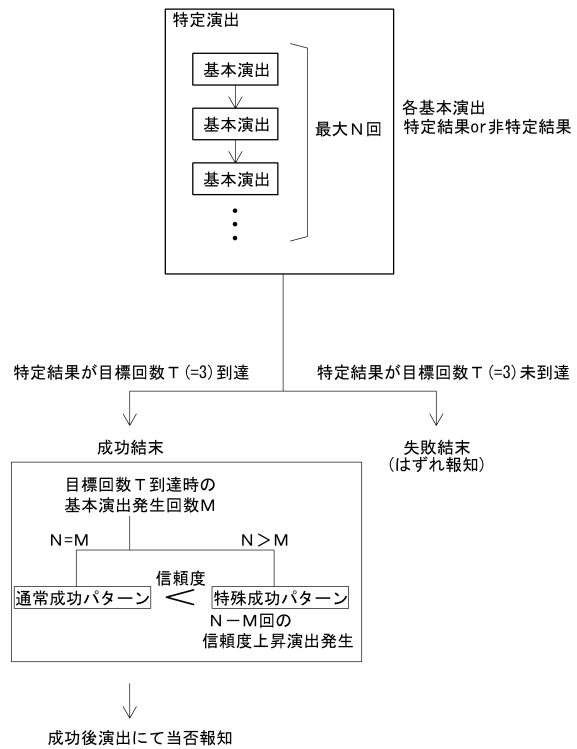 特定演出
基本演出
基本演出
基本演出
最大N回
各基本演出
特定結果or非特定結果
特定結果が目標回数T(=3)到達
特定結果が目標回数T(=3)未到達
成功結末
失敗結末
(はずれ報知)
目標回数T到達時の
基本演出発生回数M
N=M
N>M
信頼度
通常成功パターン
<
特殊成功パターン
N-M回の
信頼度上昇演出発生
成功後演出にて当否報知